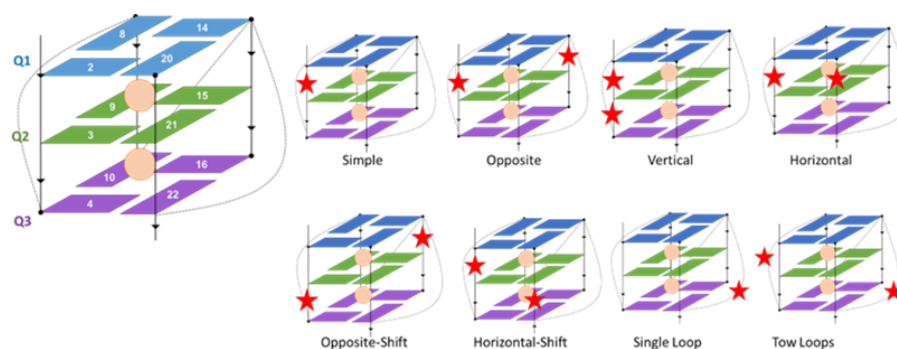 8 14
Q1
2 20
9 15
Q2
3 21
10 16
4 22
Q3
Simple Opposite Vertical Horizontal
Opposite-Shift Horizontal-Shift Single Loop Tow Loops